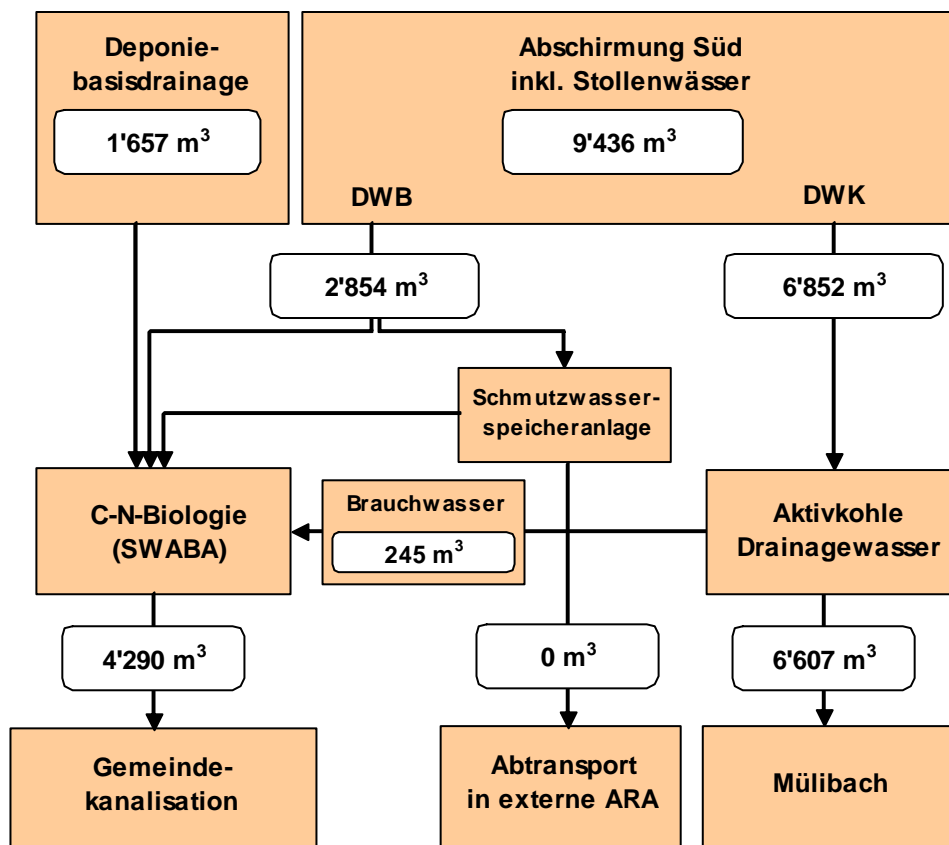 Deponie-
basisdrainage
1'657 m³
Abschirmung Süd
inkl. Stollenwässer
9'436 m³
DWB
DWK
2'854 m³
6'852 m³
Schmutzwasser-
speicheranlage
C-N-Biologie
(SWABA)
Brauchwasser
245 m³
Aktivkohle
Drainagewasser
4'290 m³
0 m³
6'607 m³
Gemeinde-
kanalisation
Abtransport
in externe ARA
Mülibach